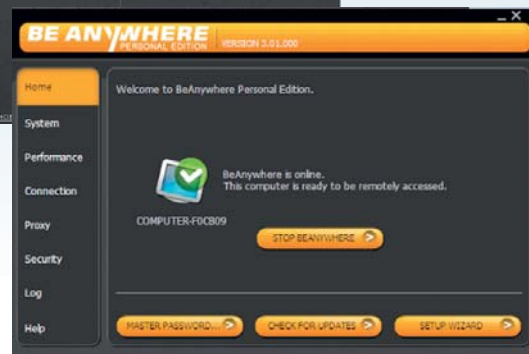 BE ANYWHERE
PERSONAL EDITION
VERSION 3.01.000
Home
System
Performance
Connection
Proxy
Security
Log
Help
Welcome to BeAnywhere Personal Edition.
BeAnywhere is online.
This computer is ready to be remotely accessed.
COMPUTER-F0CB09
STOP BEANYWHERE
MASTER PASSWORD...
CHECK FOR UPDATES
SETUP WIZARD